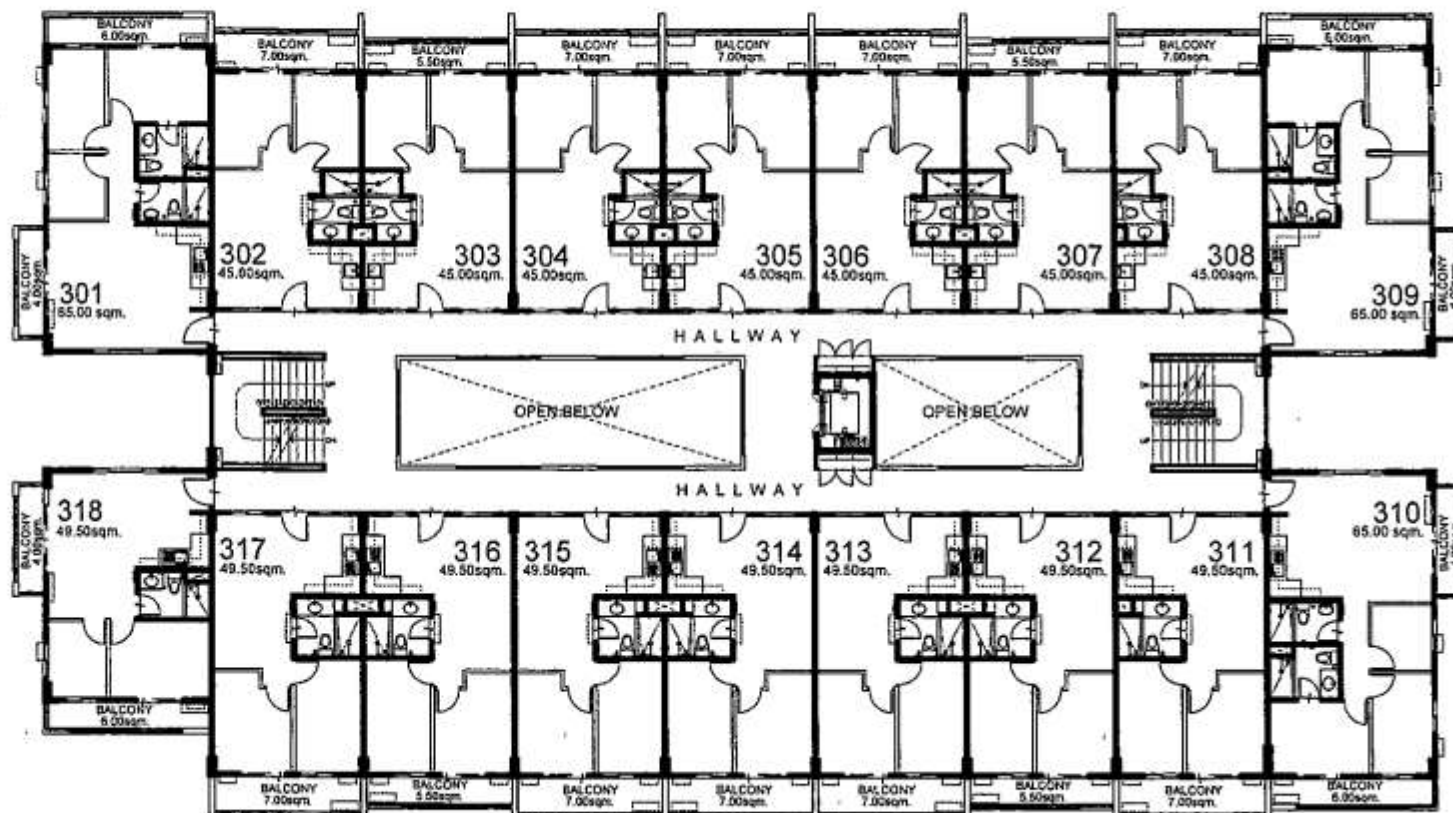 BALCONY
6.00sqm.
BALCONY
7.00sqm.
BALCONY
5.50sqm.
BALCONY
7.00sqm.
BALCONY
7.00sqm.
BALCONY
7.00sqm.
BALCONY
5.50sqm.
BALCONY
7.00sqm.
BALCONY
6.00sqm.
BALCONY
4.00sqm.
301
65.00 sqm.
302
45.00sqm.
303
45.00sqm.
304
45.00sqm.
305
45.00sqm.
306
45.00sqm.
307
45.00sqm.
308
45.00sqm.
309
65.00 sqm.
BALCONY
HALLWAY
OPEN BELOW
OPEN BELOW
HALLWAY
BALCONY
4.00sqm.
318
49.50sqm.
317
49.50sqm.
316
49.50sqm.
315
49.50sqm.
314
49.50sqm.
313
49.50sqm.
312
49.50sqm.
311
49.50sqm.
310
65.00 sqm.
BALCONY
BALCONY
6.00sqm.
BALCONY
7.00sqm.
BALCONY
5.50sqm.
BALCONY
7.00sqm.
BALCONY
7.00sqm.
BALCONY
7.00sqm.
BALCONY
5.50sqm.
BALCONY
7.00sqm.
BALCONY
6.00sqm.